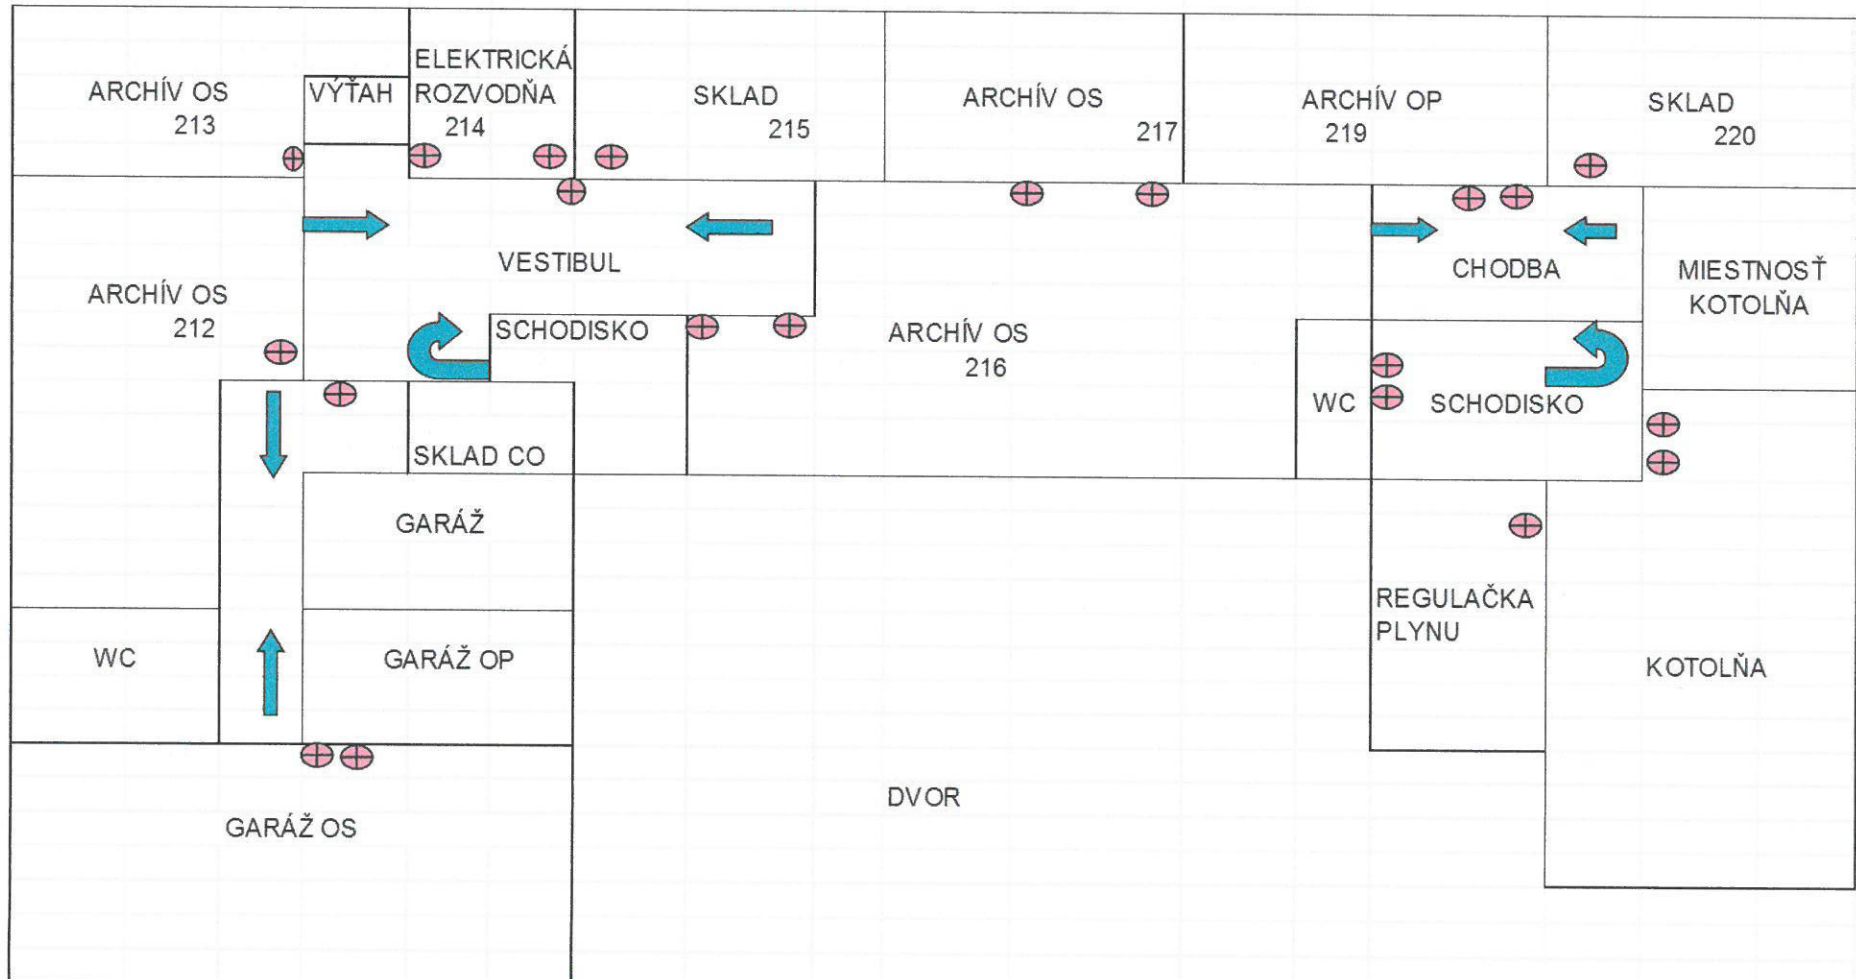 ARCHÍV OS
213
VÝŤAH
ELEKTRICKÁ
ROZVODŇA
214
SKLAD
215
ARCHÍV OS
217
ARCHÍV OP
219
SKLAD
220
ARCHÍV OS
212
VESTIBUL
SCHODISKO
ARCHÍV OS
216
CHODBA
MIESTNOSŤ
KOTOLŇA
WC
SCHODISKO
SKLAD CO
GARÁŽ
REGULAČKA
PLYNU
WC
GARÁŽ OP
KOTOLŇA
DVOR
GARÁŽ OS